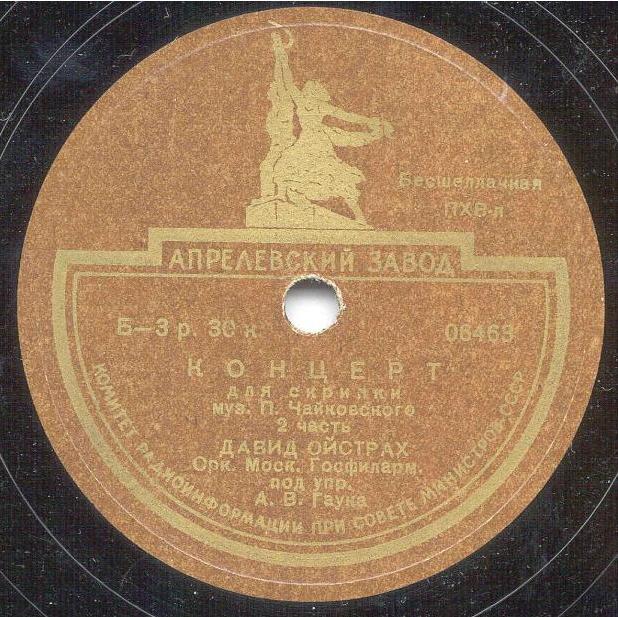 Бесшеллачная
ПХВ-л
АПРЕЛЕВСКИЙ ЗАВОД
Б—3 р. 30 к
06463
КОНЦЕРТ
для скрипки
муз. П. Чайковского
2 часть
ДАВИД ОЙСТРАХ
Орк. Моск. Госфиларм.
под упр.
А. В. Гаука
КОМИТЕТ РАДИОИНФОРМАЦИИ ПРИ СОВЕТЕ МИНИСТРОВ СССР